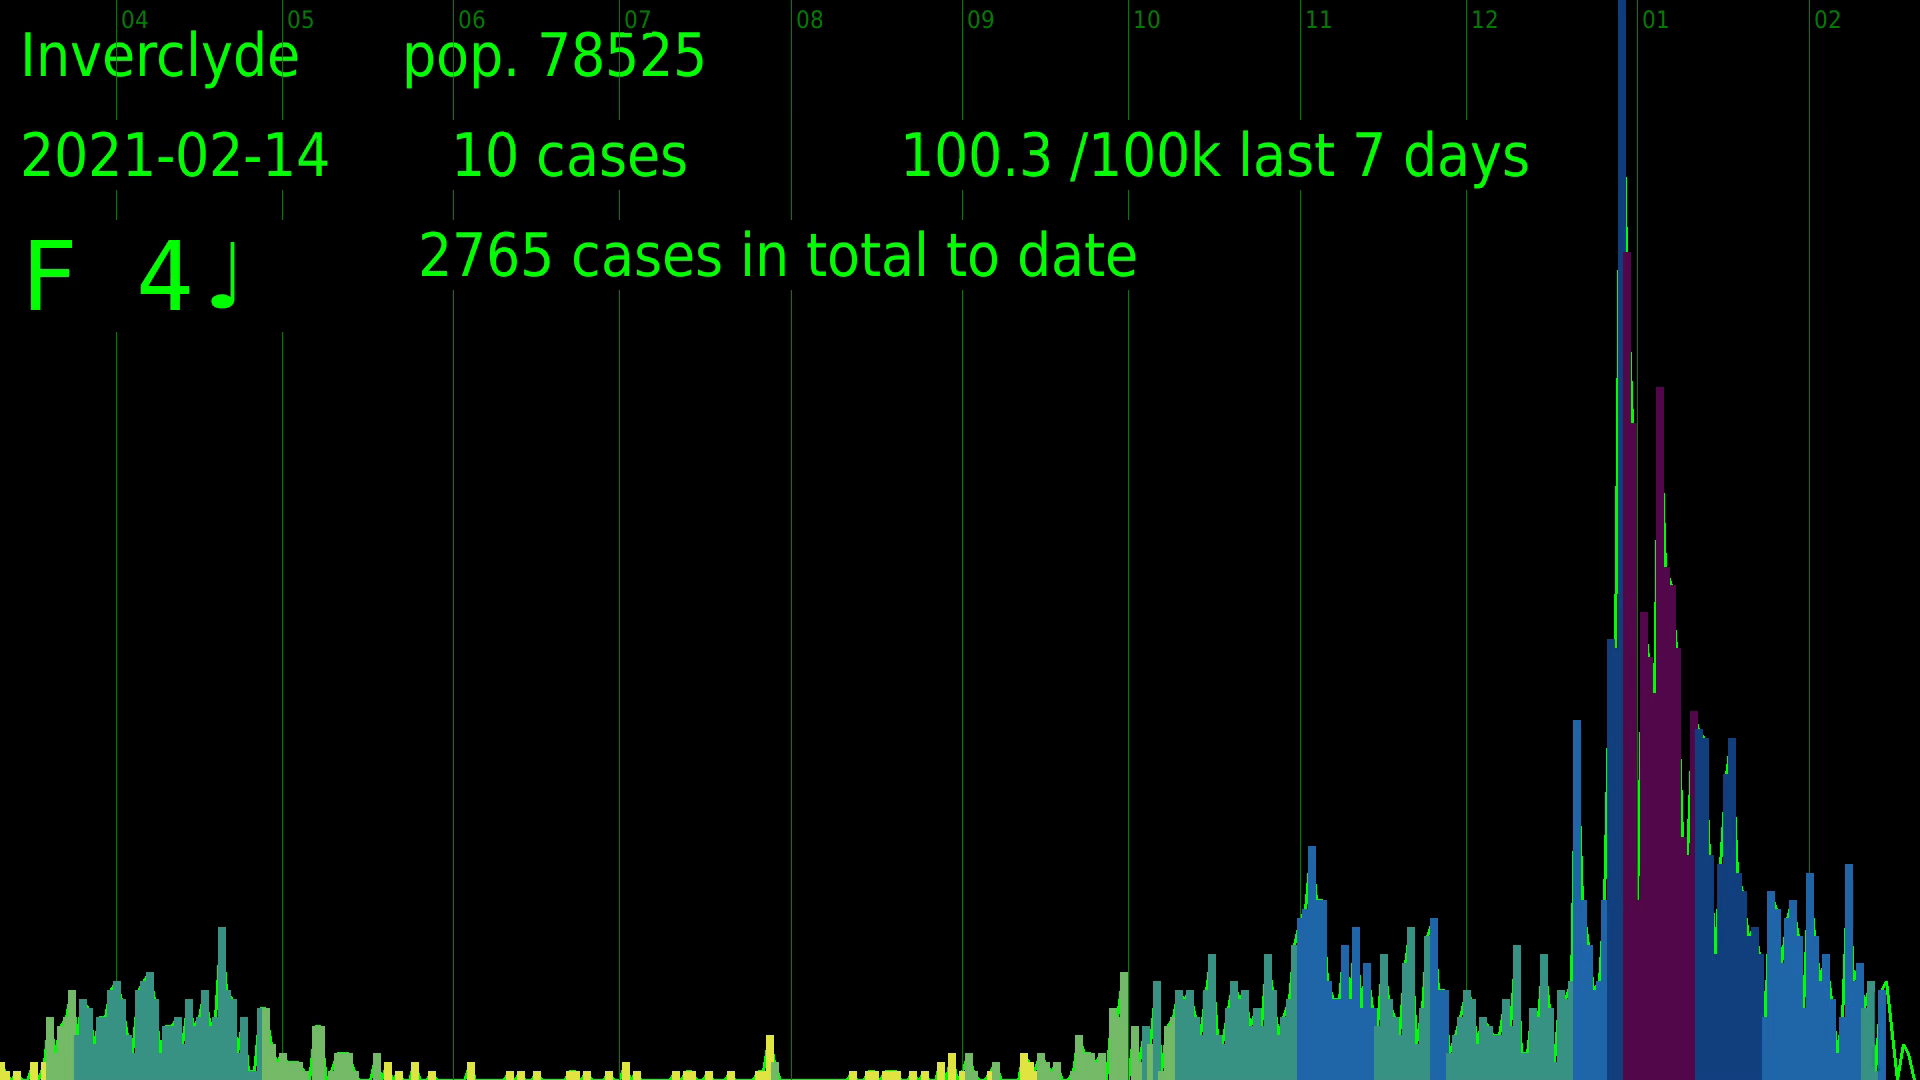 04 05 06 07 08 09 10 11 12 01 02
Inverclyde pop. 78525
2021-02-14 10 cases 100.3 /100k last 7 days
F 4♩ 2765 cases in total to date